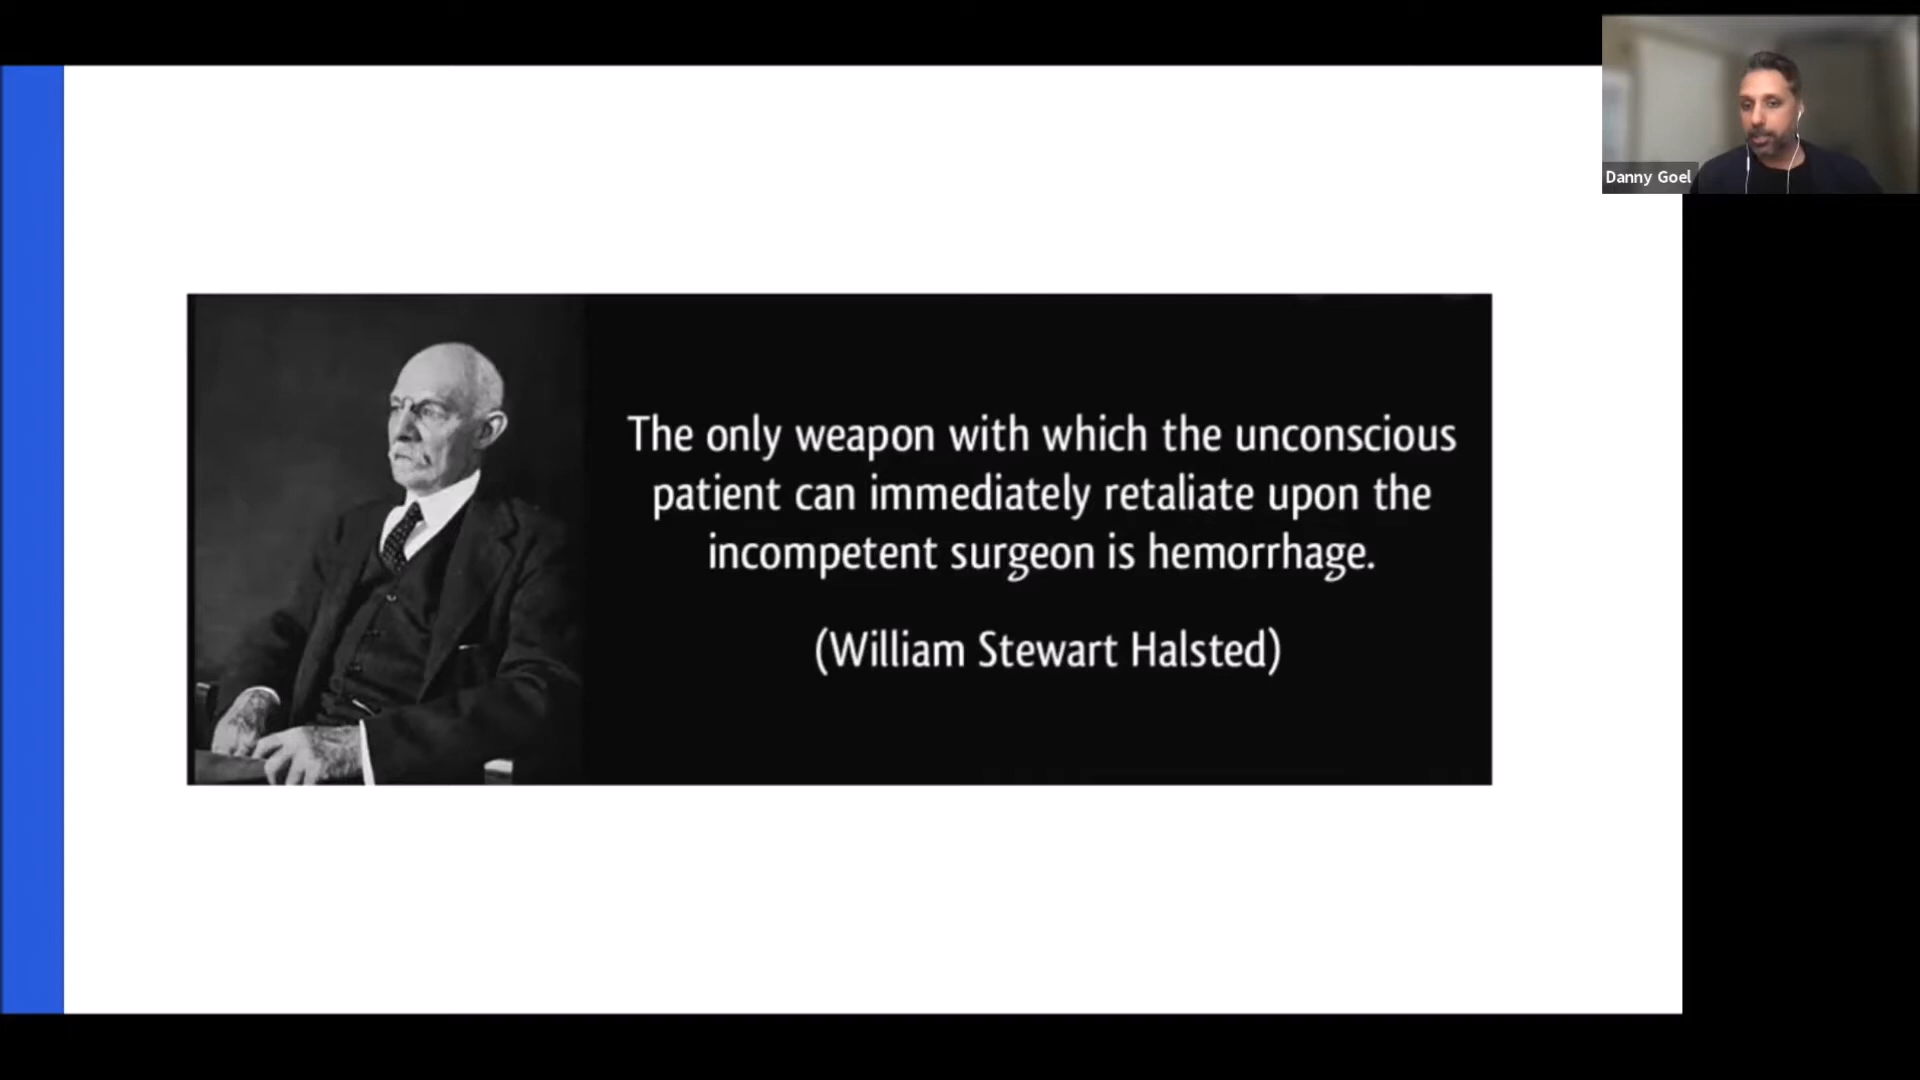 Danny Goel
The only weapon with which the unconscious
patient can immediately retaliate upon the
incompetent surgeon is hemorrhage.
(William Stewart Halsted)